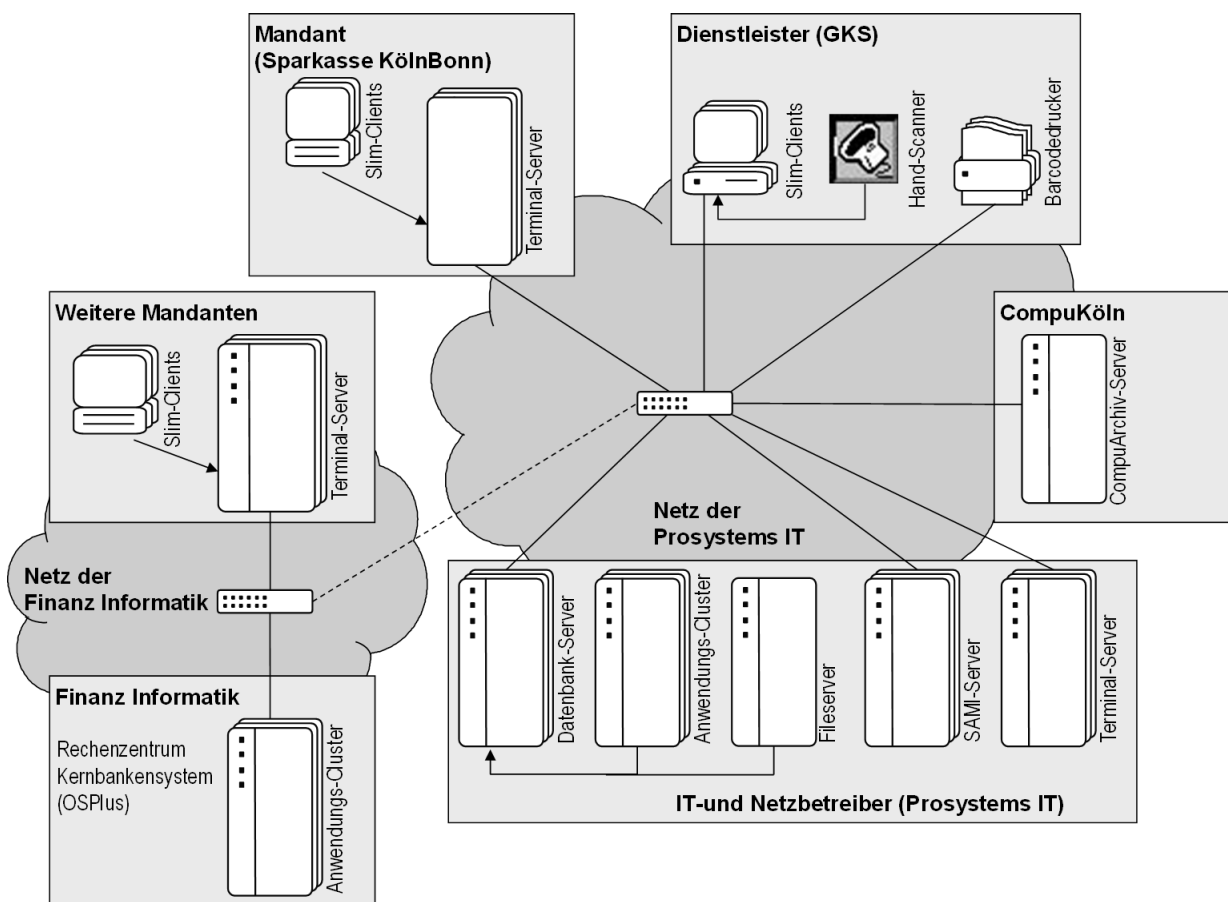 Mandant
(Sparkasse KölnBonn)
Slim-Clients
Terminal-Server
Dienstleister (GKS)
Slim-Clients
Hand-Scanner
Barcodedrucker
Weitere Mandanten
Slim-Clients
Terminal-Server
CompuKöln
CompuArchiv-Server
Netz der
Prosystems IT
Netz der
Finanz Informatik
Datenbank-Server
Anwendungs-Cluster
Fileserver
SAMI-Server
Terminal-Server
IT-und Netzbetreiber (Prosystems IT)
Finanz Informatik
Rechenzentrum
Kernbankensystem
(OSPlus)
Anwendungs-Cluster